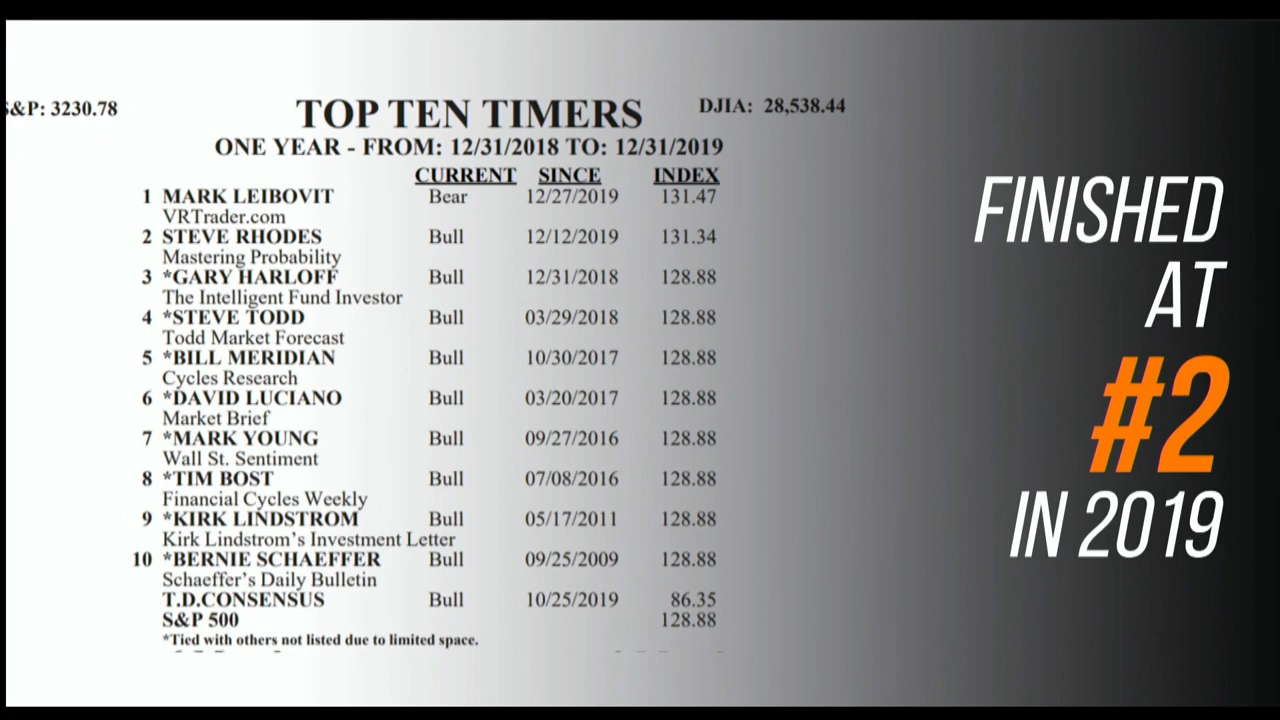 S&P: 3230.78
TOP TEN TIMERS
DJIA: 28,538.44
ONE YEAR - FROM: 12/31/2018 TO: 12/31/2019
CURRENT SINCE INDEX
1 MARK LEIBOVIT Bear 12/27/2019 131.47
VRTrader.com
2 STEVE RHODES Bull 12/12/2019 131.34
Mastering Probability
3 *GARY HARLOFF Bull 12/31/2018 128.88
The Intelligent Fund Investor
4 *STEVE TODD Bull 03/29/2018 128.88
Todd Market Forecast
5 *BILL MERIDIAN Bull 10/30/2017 128.88
Cycles Research
6 *DAVID LUCIANO Bull 03/20/2017 128.88
Market Brief
7 *MARK YOUNG Bull 09/27/2016 128.88
Wall St. Sentiment
8 *TIM BOST Bull 07/08/2016 128.88
Financial Cycles Weekly
9 *KIRK LINDSTROM Bull 05/17/2011 128.88
Kirk Lindstrom's Investment Letter
10 *BERNIE SCHAEFFER Bull 09/25/2009 128.88
Schaeffer's Daily Bulletin
T.D.CONSENSUS Bull 10/25/2019 86.35
S&P 500 128.88
*Tied with others not listed due to limited space.
FINISHED
AT
#2
IN 2019